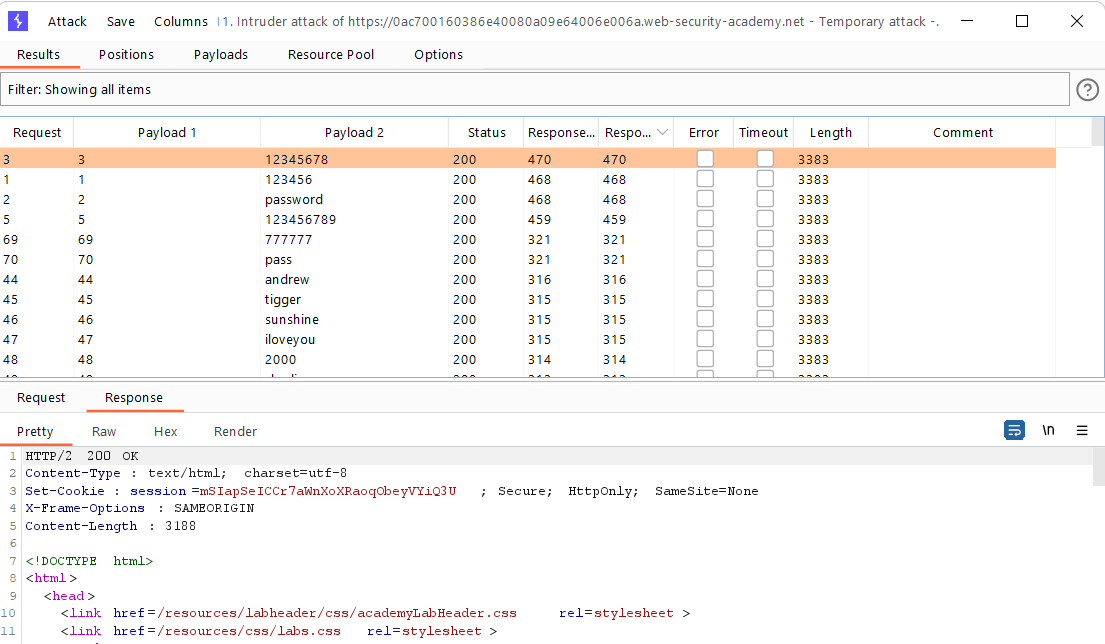 Attack Save Columns 1. Intruder attack of https://0ac700160386e40080a09e64006e006a.web-security-academy.net - Temporary attack -.
Results Positions Payloads Resource Pool Options
Filter: Showing all items
?
Request Payload 1 Payload 2 Status Response... Respo... Error Timeout Length Comment
3 3 12345678 200 470 470 3383
1 1 123456 200 468 468 3383
2 2 password 200 468 468 3383
5 5 123456789 200 459 459 3383
69 69 777777 200 321 321 3383
70 70 pass 200 321 321 3383
44 44 andrew 200 316 316 3383
45 45 tigger 200 315 315 3383
46 46 sunshine 200 315 315 3383
47 47 iloveyou 200 315 315 3383
48 48 2000 200 314 314 3383
Request Response
Pretty Raw Hex Render \n
1 HTTP/2 200 OK
2 Content-Type : text/html; charset=utf-8
3 Set-Cookie : session =mSIapSeICCr7aWnXoXRaoqObeyVYiQ3U ; Secure; HttpOnly; SameSite=None
4 X-Frame-Options : SAMEORIGIN
5 Content-Length : 3188
6
7 <!DOCTYPE html>
8 <html >
9 <head >
10 <link href =/resources/labheader/css/academyLabHeader.css rel=stylesheet >
11 <link href =/resources/css/labs.css rel=stylesheet >